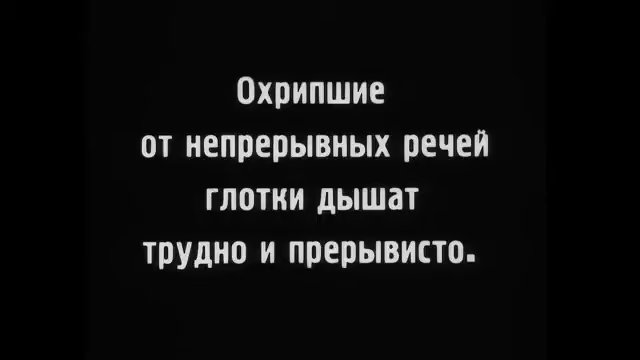 Охрипшие
от непрерывных речей
глотки дышат
трудно и прерывисто.